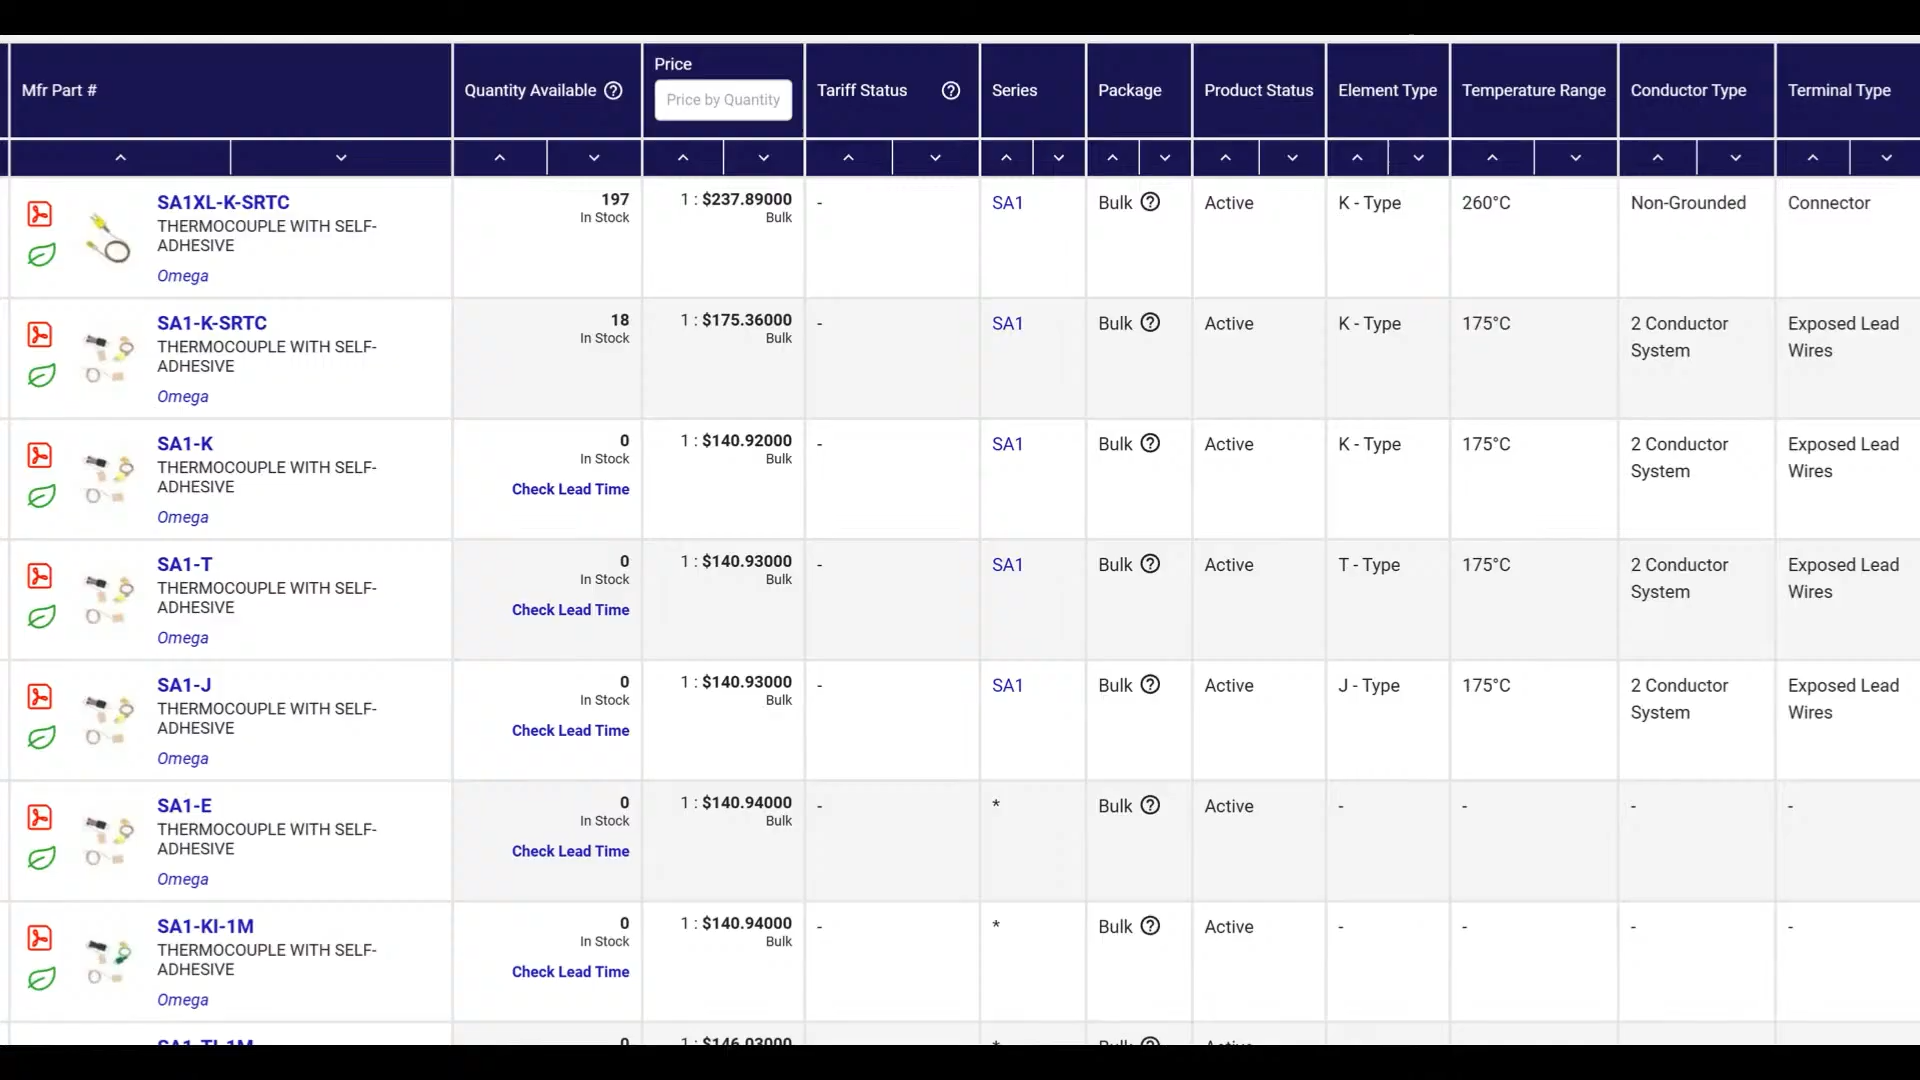 Mfr Part #
Quantity Available
Price
Price by Quantity
Tariff Status
Series
Package
Product Status
Element Type
Temperature Range
Conductor Type
Terminal Type
SA1XL-K-SRTC
THERMOCOUPLE WITH SELF-
ADHESIVE
Omega
197
In Stock
1 : $237.89000
Bulk
-
SA1
Bulk
Active
K - Type
260°C
Non-Grounded
Connector
SA1-K-SRTC
THERMOCOUPLE WITH SELF-
ADHESIVE
Omega
18
In Stock
1 : $175.36000
Bulk
-
SA1
Bulk
Active
K - Type
175°C
2 Conductor
System
Exposed Lead
Wires
SA1-K
THERMOCOUPLE WITH SELF-
ADHESIVE
Omega
0
In Stock
Check Lead Time
1 : $140.92000
Bulk
-
SA1
Bulk
Active
K - Type
175°C
2 Conductor
System
Exposed Lead
Wires
SA1-T
THERMOCOUPLE WITH SELF-
ADHESIVE
Omega
0
In Stock
Check Lead Time
1 : $140.93000
Bulk
-
SA1
Bulk
Active
T - Type
175°C
2 Conductor
System
Exposed Lead
Wires
SA1-J
THERMOCOUPLE WITH SELF-
ADHESIVE
Omega
0
In Stock
Check Lead Time
1 : $140.93000
Bulk
-
SA1
Bulk
Active
J - Type
175°C
2 Conductor
System
Exposed Lead
Wires
SA1-E
THERMOCOUPLE WITH SELF-
ADHESIVE
Omega
0
In Stock
Check Lead Time
1 : $140.94000
Bulk
-
*
Bulk
Active
-
-
-
-
SA1-KI-1M
THERMOCOUPLE WITH SELF-
ADHESIVE
Omega
0
In Stock
Check Lead Time
1 : $140.94000
Bulk
-
*
Bulk
Active
-
-
-
-
SA1-TI-1M
0
1 : $146.03000
*
Bulk
Active